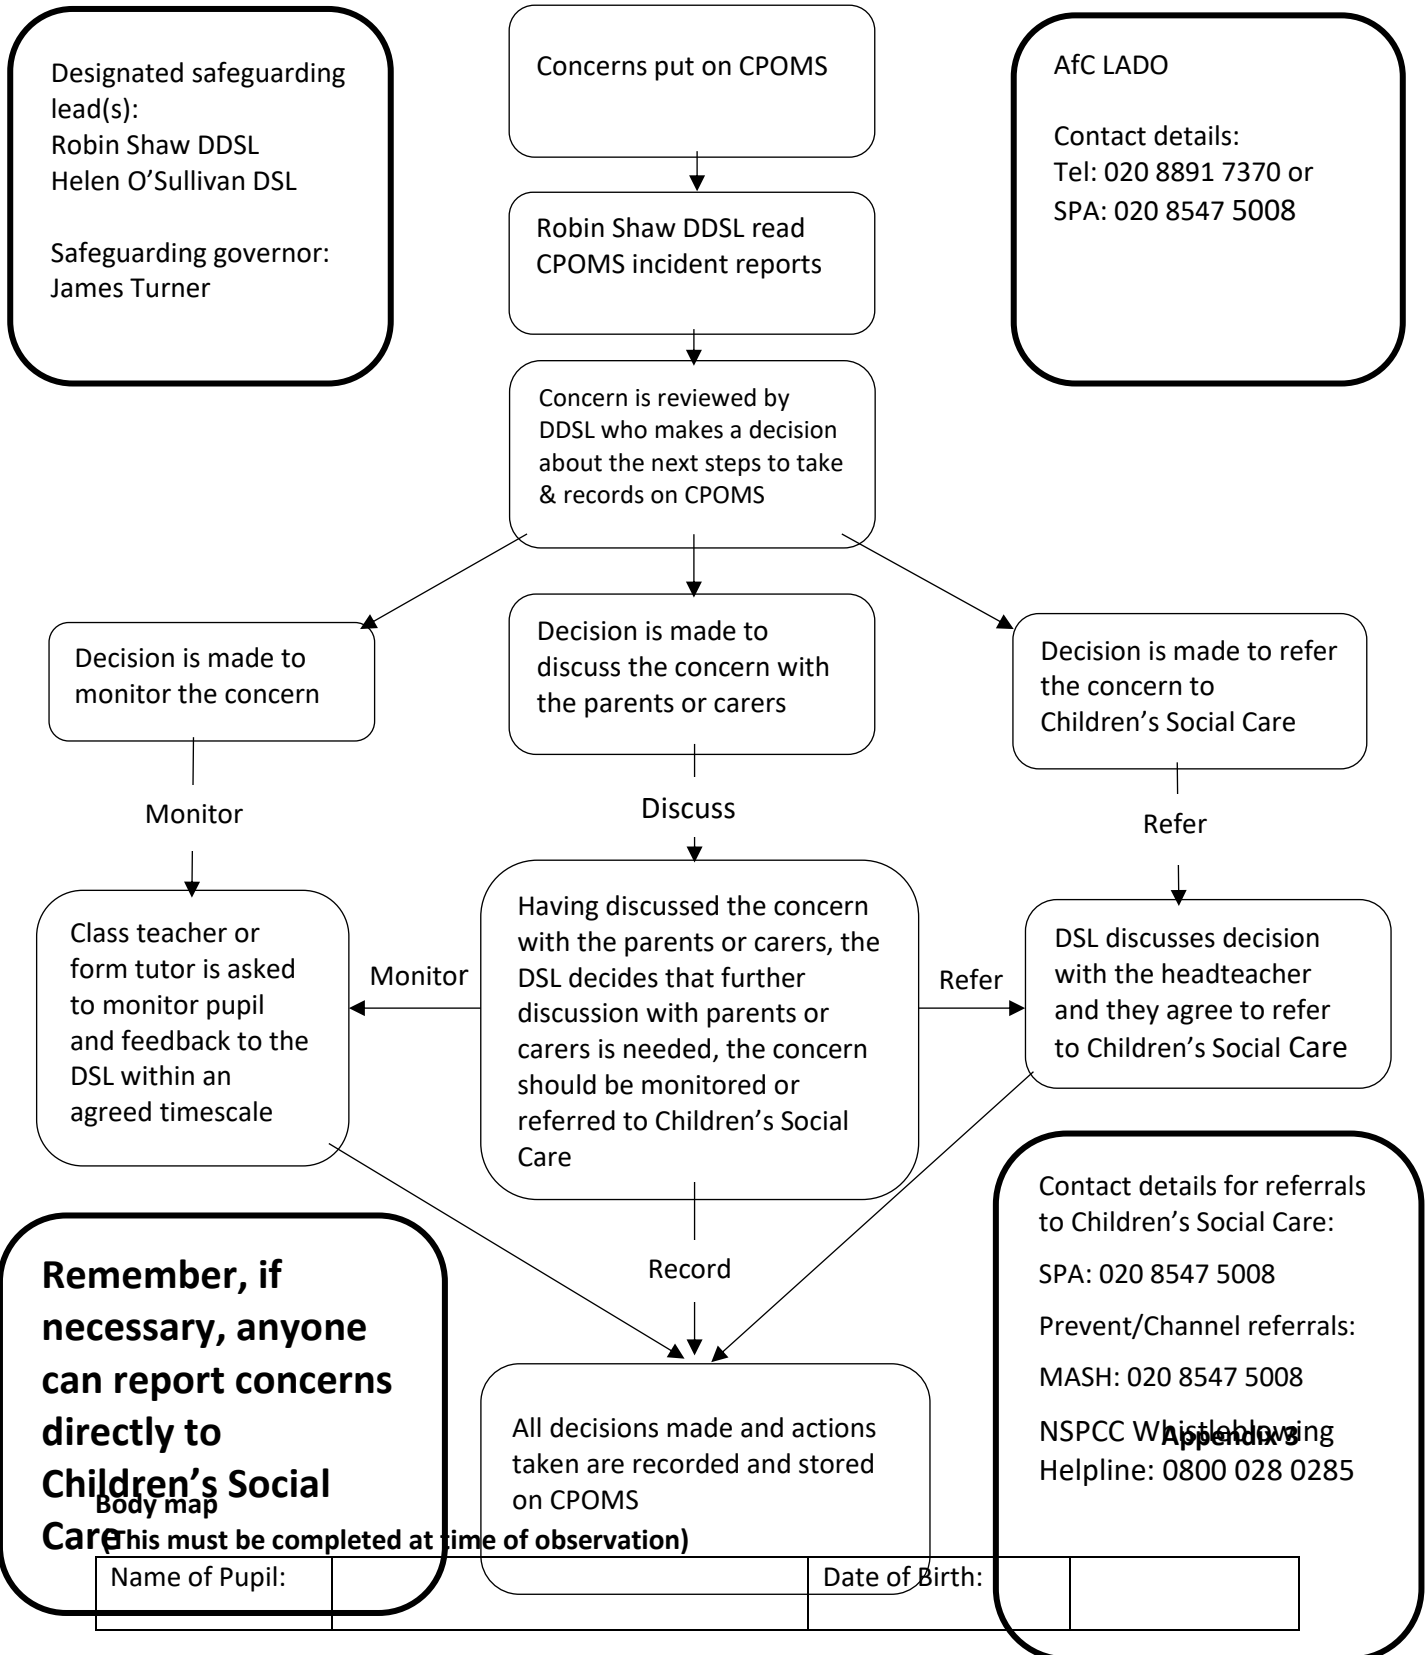 Designated safeguarding
lead(s):
Robin Shaw DDSL
Helen O’Sullivan DSL
Safeguarding governor:
James Turner
Concerns put on CPOMS
AfC LADO
Contact details:
Tel: 020 8891 7370 or
SPA: 020 8547 5008
Robin Shaw DDSL read
CPOMS incident reports
Concern is reviewed by
DDSL who makes a decision
about the next steps to take
& records on CPOMS
Decision is made to
monitor the concern
Decision is made to
discuss the concern with
the parents or carers
Decision is made to refer
the concern to
Children’s Social Care
Monitor
Discuss
Refer
Class teacher or
form tutor is asked
to monitor pupil
and feedback to the
DSL within an
agreed timescale
Monitor
Having discussed the concern
with the parents or carers, the
DSL decides that further
discussion with parents or
carers is needed, the concern
should be monitored or
referred to Children’s Social
Care
Refer
DSL discusses decision
with the headteacher
and they agree to refer
to Children’s Social Care
Record
Remember, if
necessary, anyone
can report concerns
directly to
Children’s Social
Care
All decisions made and actions
taken are recorded and stored
on CPOMS
Contact details for referrals
to Children’s Social Care:
SPA: 020 8547 5008
Prevent/Channel referrals:
MASH: 020 8547 5008
NSPCC Whistleblowing
Helpline: 0800 028 0285
Appendix 3
Body map
(This must be completed at time of observation)
Name of Pupil:
Date of Birth: